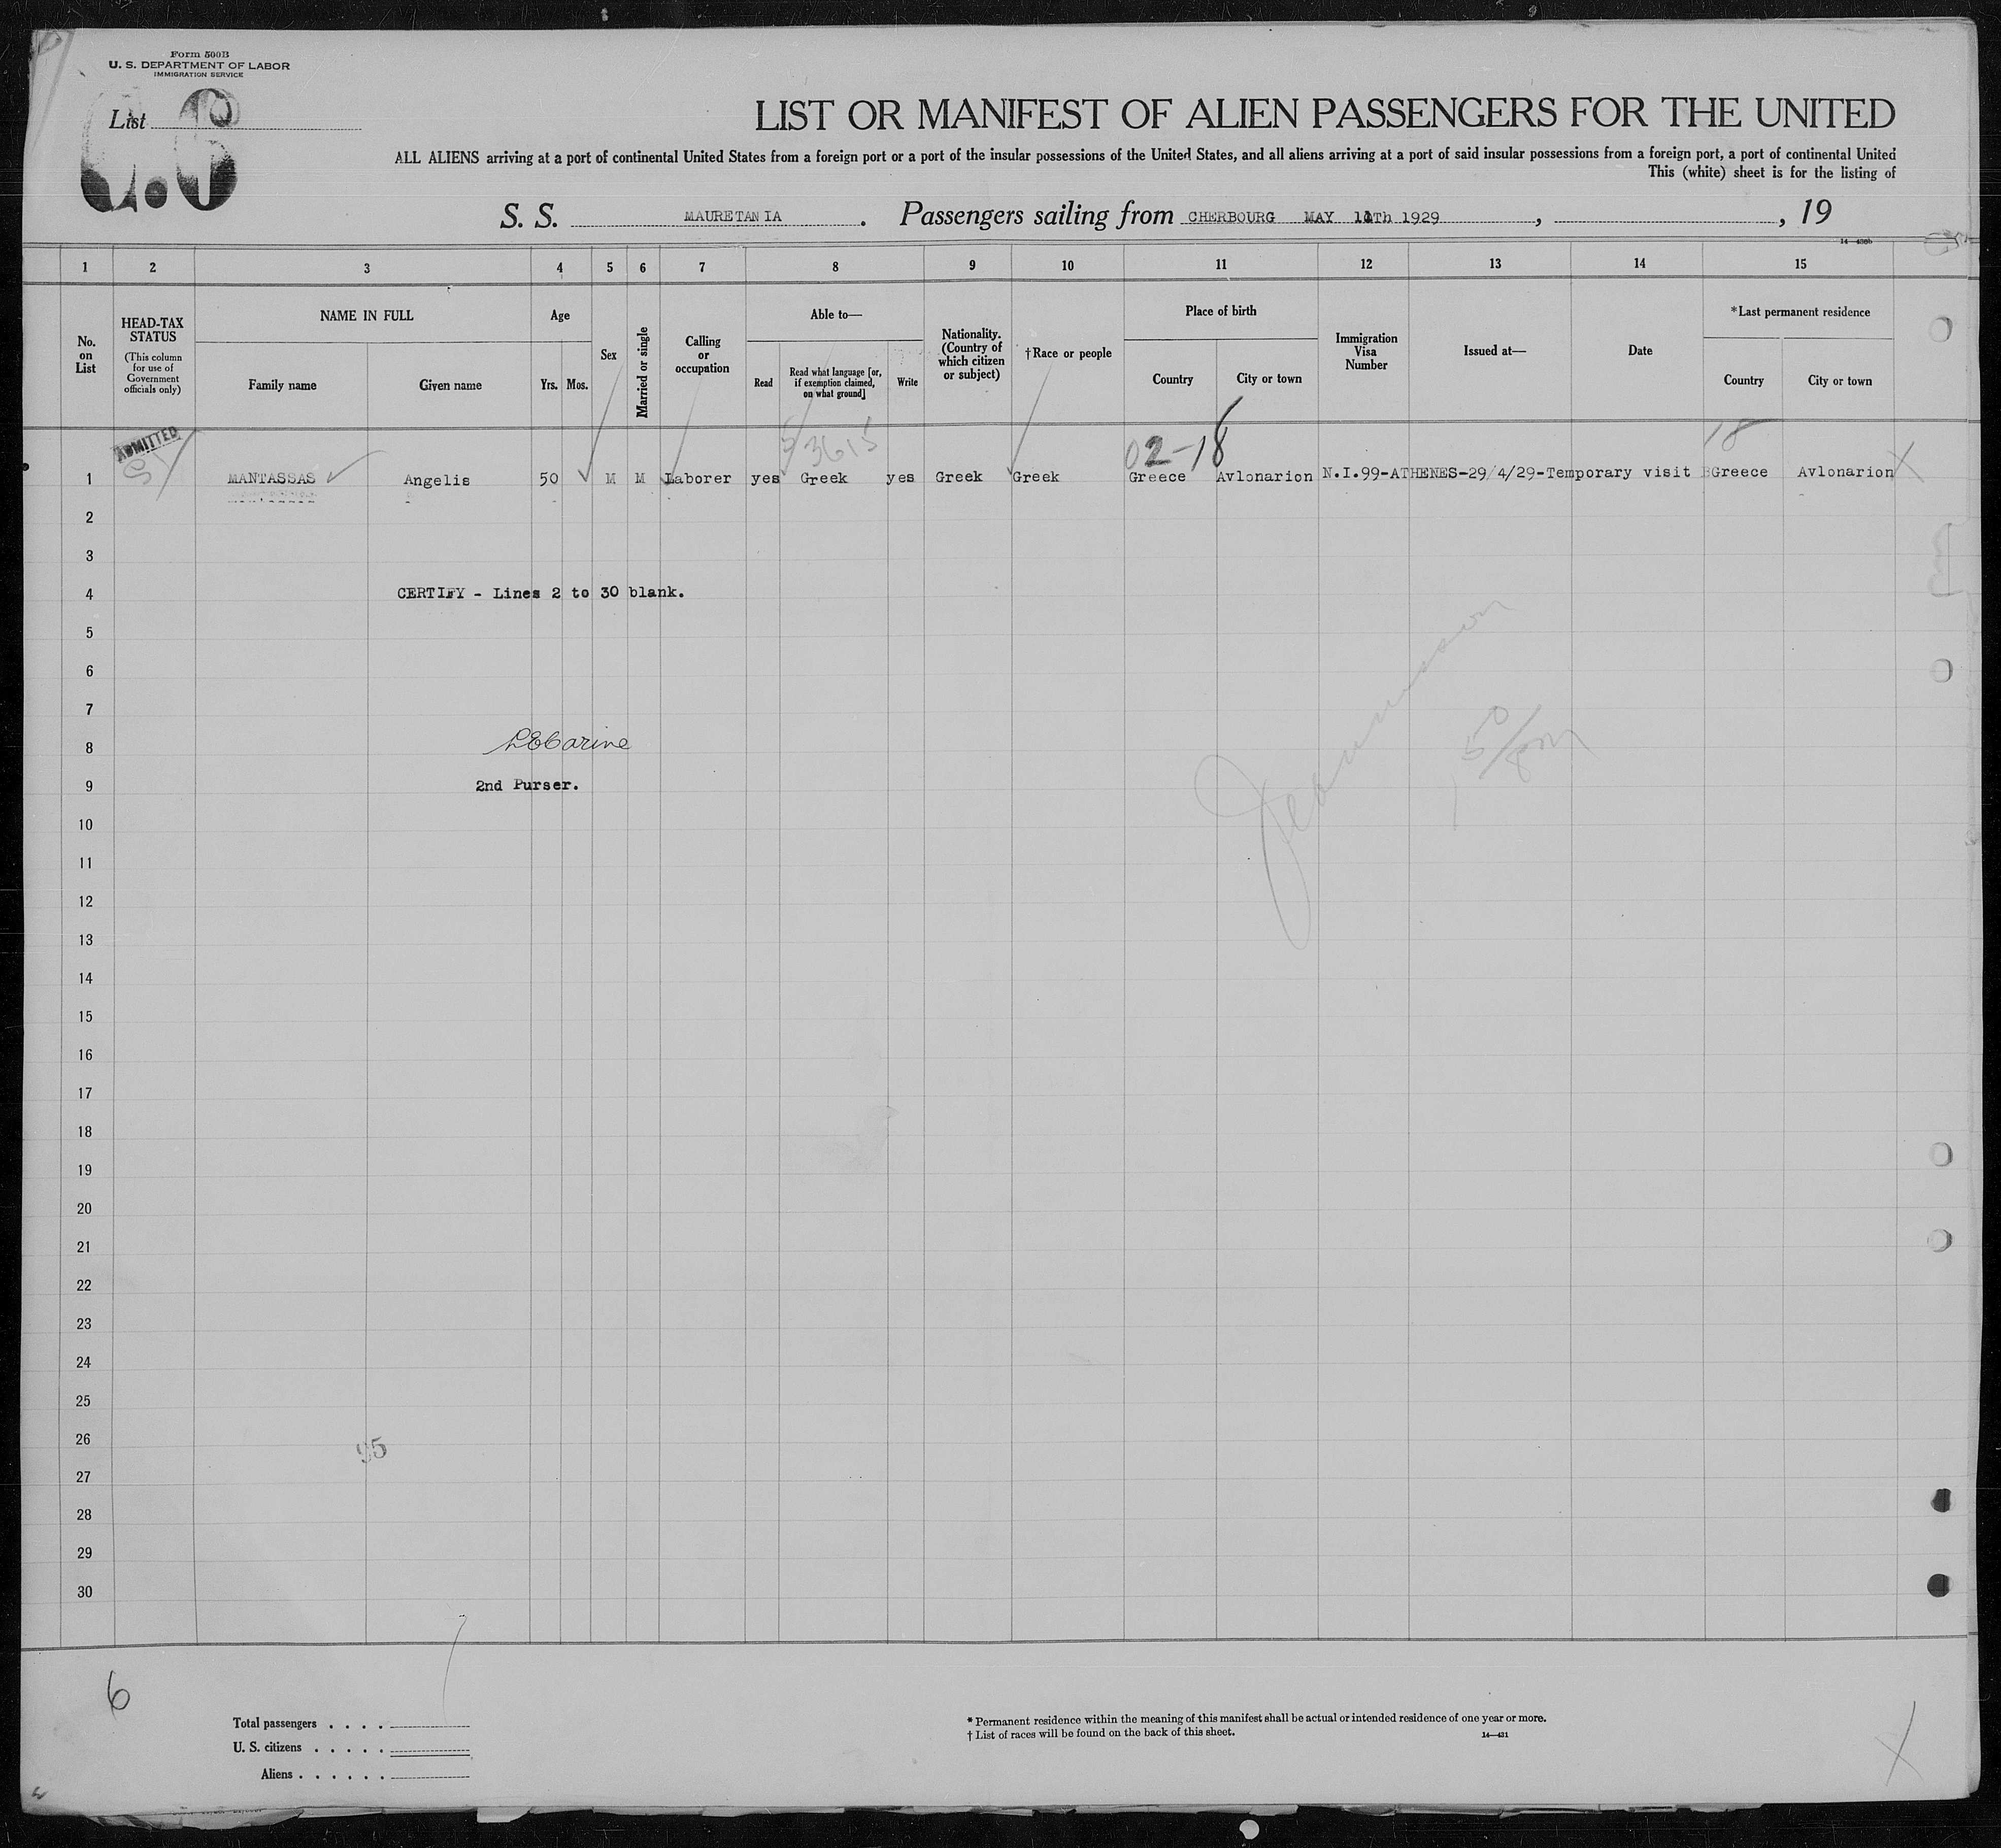 Form 500B
U. S. DEPARTMENT OF LABOR
IMMIGRATION SERVICE
List 10
LIST OR MANIFEST OF ALIEN PASSENGERS FOR THE UNITED
ALL ALIENS arriving at a port of continental United States from a foreign port or a port of the insular possessions of the United States, and all aliens arriving at a port of said insular possessions from a foreign port, a port of continental United
This (white) sheet is for the listing of
S. S. MAURETANIA. Passengers sailing from CHERBOURG MAY 11Th 1929, , 19
1 2 3 4 5 6 7 8 9 10 11 12 13 14 15
No. on List
HEAD-TAX STATUS
(This column for use of Government officials only)
NAME IN FULL
Family name
Given name
Age
Yrs. Mos.
Sex
Married or single
Calling or occupation
Able to—
Read
Read what language [or, if exemption claimed, on what ground]
Write
Nationality. (Country of which citizen or subject)
†Race or people
Place of birth
Country
City or town
Immigration Visa Number
Issued at—
Date
*Last permanent residence
Country
City or town
ADMITTED
02-18
18
1 MANTASSAS Angelis 50 M M Laborer yes Greek yes Greek Greek Greece Avlonarion N.I.99-ATHENES-29/4/29-Temporary visit Greece Avlonarion
2
3
4 CERTIFY - Lines 2 to 30 blank.
5
6
7
8
9 2nd Purser.
10
11
12
13
14
15
16
17
18
19
20
21
22
23
24
25
26
95
27
28
29
30
6
Total passengers . . . .
U. S. citizens . . . . .
Aliens . . . . . .
* Permanent residence within the meaning of this manifest shall be actual or intended residence of one year or more.
† List of races will be found on the back of this sheet.
14—431